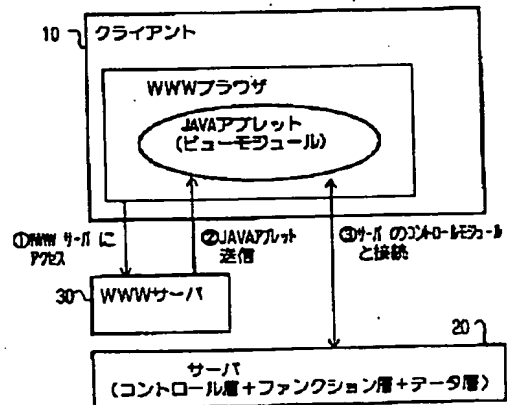 10
クライアント
WWWブラウザ
JAVAアプレット
(ビューモジュール)
①WWW サーバ に
アクセス
②JAVAアプレット
送信
③サーバ のコントロールモジュール
と接続
30
WWWサーバ
20
サーバ
(コントロール層+ファンクション層+データ層)